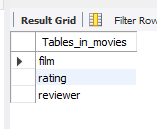 Result Grid Filter Row
Tables_in_movies
film
rating
reviewer